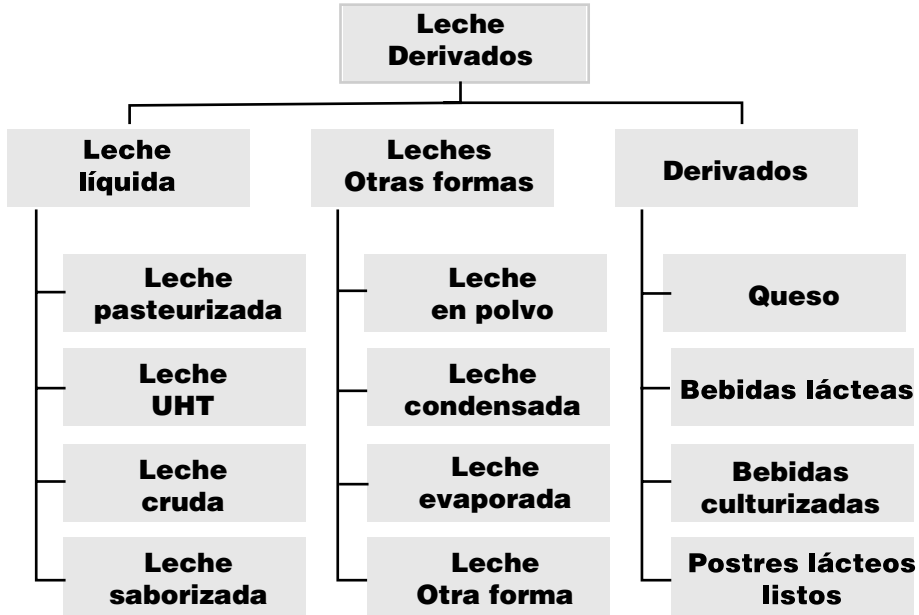 Leche
Derivados
Leche
líquida
Leches
Otras formas
Derivados
Leche
pasteurizada
Leche
en polvo
Queso
Leche
UHT
Leche
condensada
Bebidas lácteas
Leche
cruda
Leche
evaporada
Bebidas
culturizadas
Leche
saborizada
Leche
Otra forma
Postres lácteos
listos